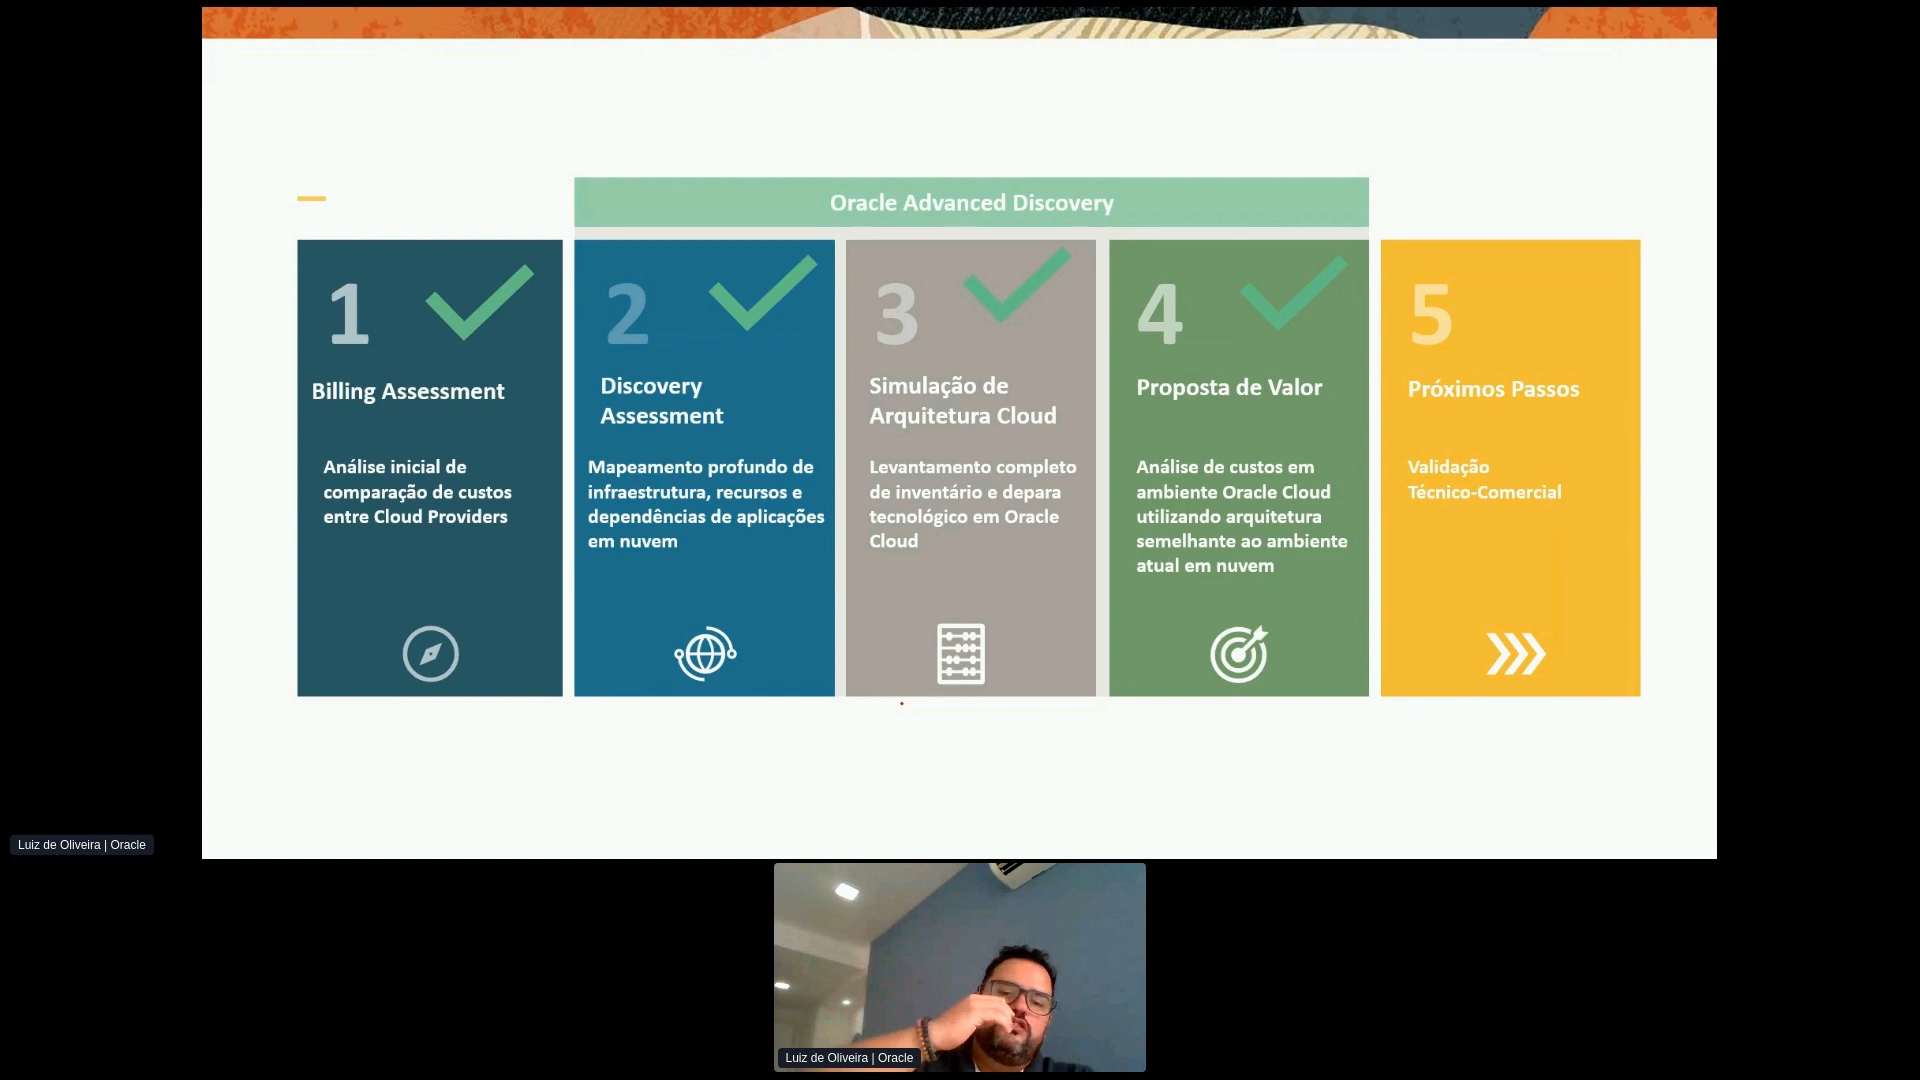 Oracle Advanced Discovery
1
Billing Assessment
Análise inicial de
comparação de custos
entre Cloud Providers
2
Discovery
Assessment
Mapeamento profundo de
infraestrutura, recursos e
dependências de aplicações
em nuvem
3
Simulação de
Arquitetura Cloud
Levantamento completo
de inventário e depara
tecnológico em Oracle
Cloud
4
Proposta de Valor
Análise de custos em
ambiente Oracle Cloud
utilizando arquitetura
semelhante ao ambiente
atual em nuvem
5
Próximos Passos
Validação
Técnico-Comercial
Luiz de Oliveira | Oracle
Luiz de Oliveira | Oracle